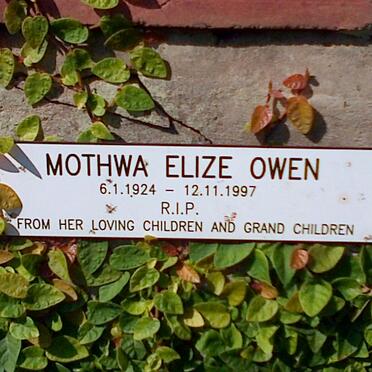 MOTHWA ELIZE OWEN
6.1.1924 – 12.11.1997
R.I.P.
FROM HER LOVING CHILDREN AND GRAND CHILDREN